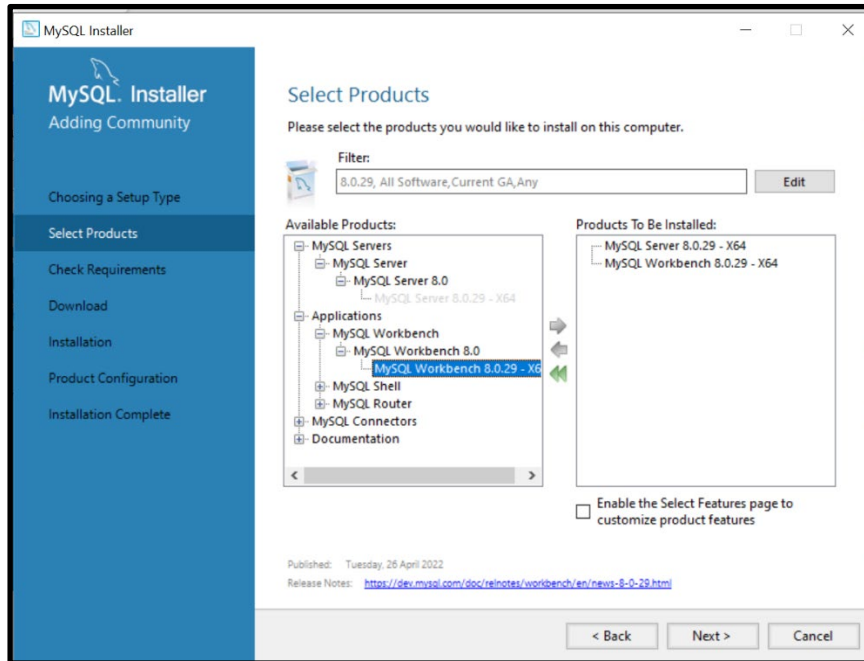 MySQL Installer
MySQL. Installer
Adding Community
Choosing a Setup Type
Select Products
Check Requirements
Download
Installation
Product Configuration
Installation Complete
Select Products
Please select the products you would like to install on this computer.
Filter:
8.0.29, All Software,Current GA,Any
Edit
Available Products:
MySQL Servers
MySQL Server
MySQL Server 8.0
MySQL Server 8.0.29 - X64
Applications
MySQL Workbench
MySQL Workbench 8.0
MySQL Workbench 8.0.29 - X6
MySQL Shell
MySQL Router
MySQL Connectors
Documentation
Products To Be Installed:
MySQL Server 8.0.29 - X64
MySQL Workbench 8.0.29 - X64
Enable the Select Features page to
customize product features
Published: Tuesday, 26 April 2022
Release Notes: https://dev.mysql.com/doc/relnotes/workbench/en/news-8-0-29.html
< Back
Next >
Cancel